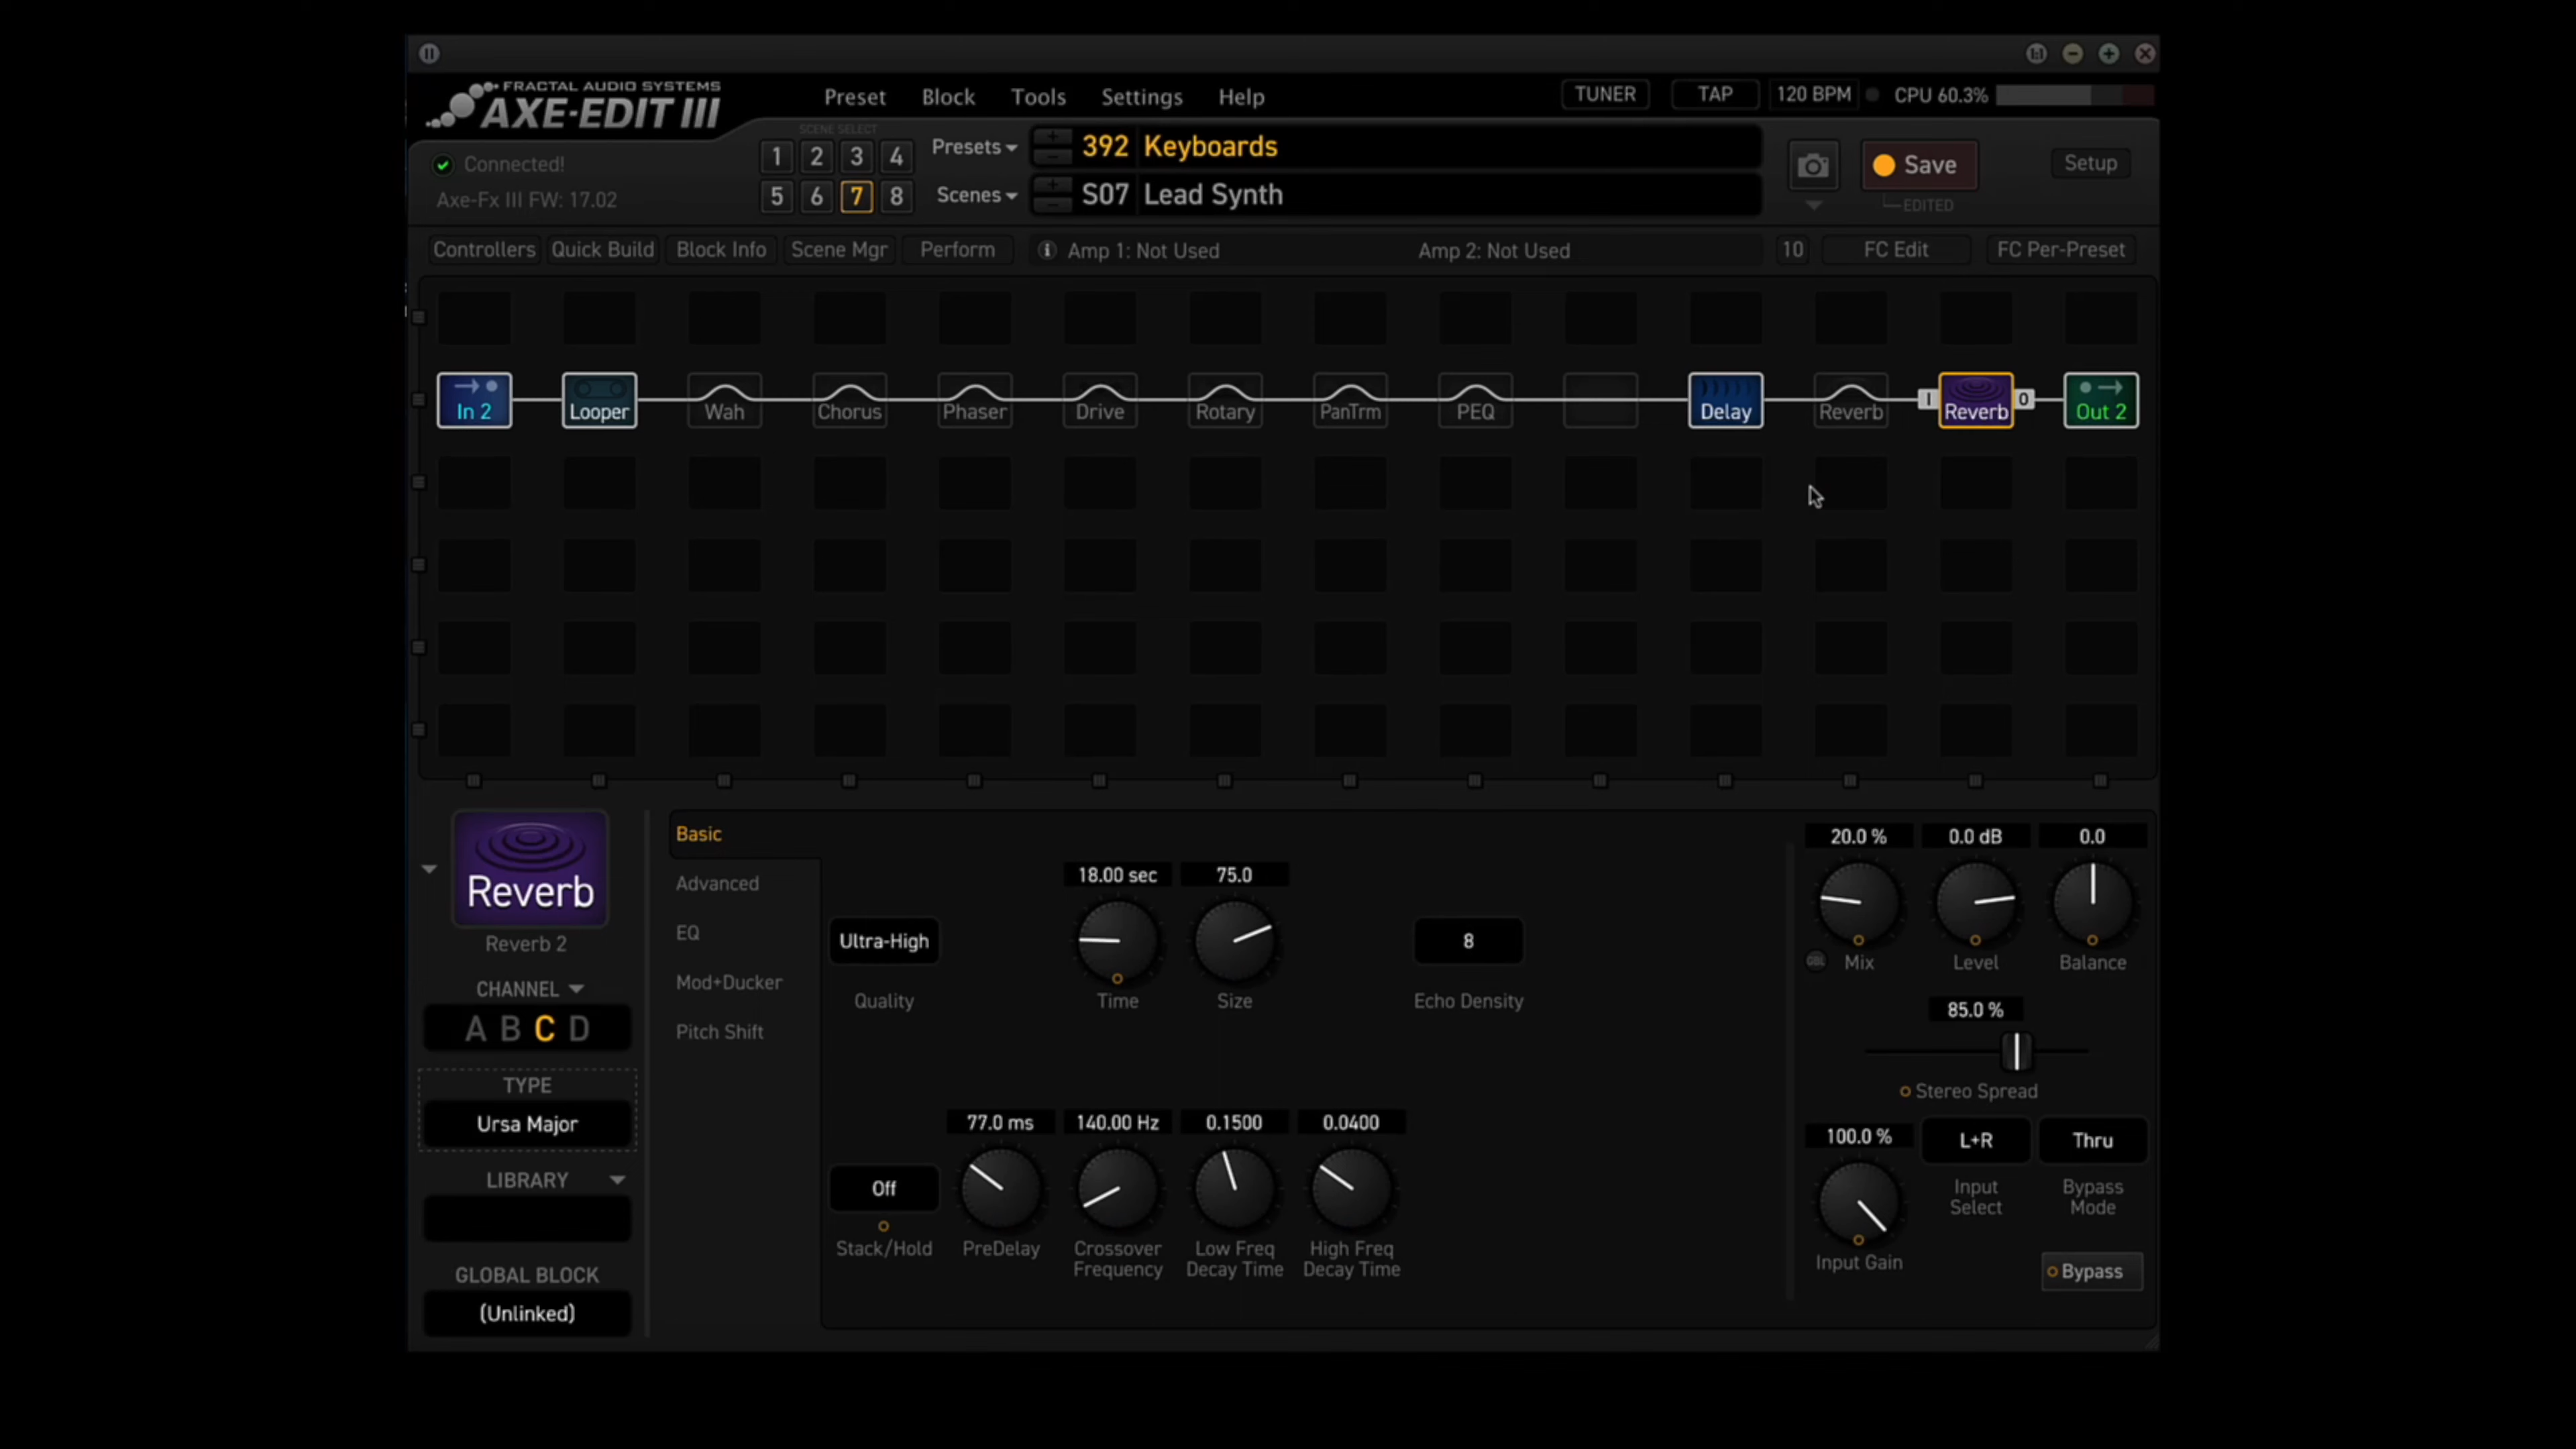 FRACTAL AUDIO SYSTEMS
AXE-EDIT III
Preset Block Tools Settings Help
TUNER TAP 120 BPM CPU 60.3%
SCENE SELECT
1 2 3 4
5 6 7 8
Connected!
Axe-Fx III FW: 17.02
Presets 392 Keyboards
Scenes S07 Lead Synth
Save
EDITED
Setup
Controllers Quick Build Block Info Scene Mgr Perform Amp 1: Not Used Amp 2: Not Used 10 FC Edit FC Per-Preset
In 2 Looper Wah Chorus Phaser Drive Rotary PanTrm PEQ Delay Reverb I Reverb O Out 2
Reverb
Reverb 2
CHANNEL
A B C D
TYPE
Ursa Major
LIBRARY
GLOBAL BLOCK
(Unlinked)
Basic
Advanced
EQ
Mod+Ducker
Pitch Shift
18.00 sec 75.0
Ultra-High 8
Quality Time Size Echo Density
77.0 ms 140.00 Hz 0.1500 0.0400
Off
Stack/Hold PreDelay Crossover Frequency Low Freq Decay Time High Freq Decay Time
20.0 % 0.0 dB 0.0
GBL Mix Level Balance
85.0 %
Stereo Spread
100.0 % L+R Thru
Input Gain Input Select Bypass Mode
Bypass